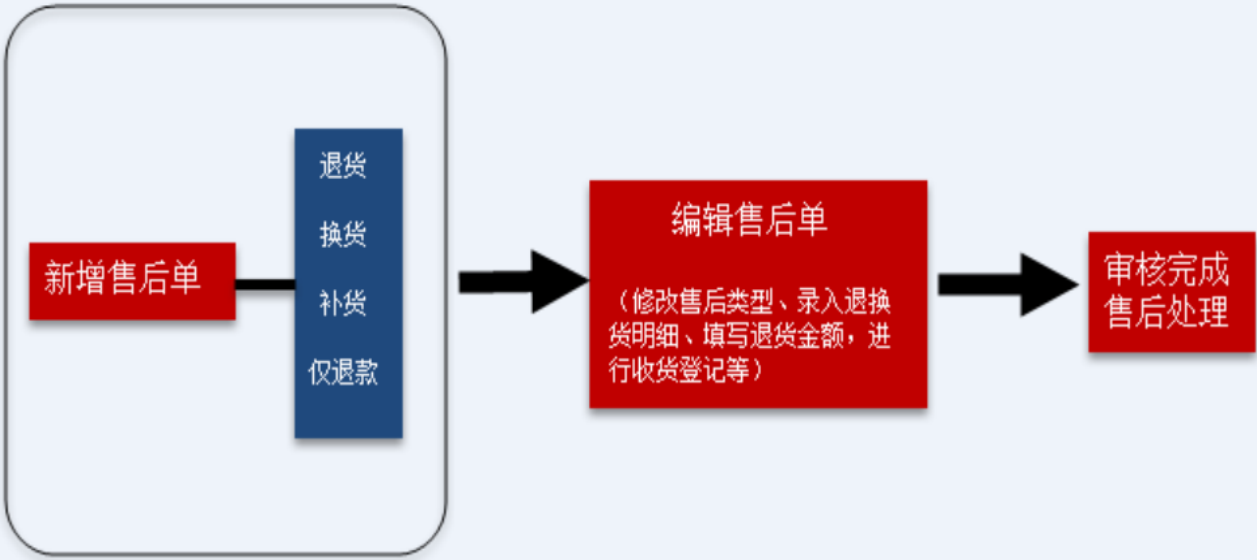 新增售后单
退货
换货
补货
仅退款
编辑售后单
（修改售后类型、录入退换
货明细、填写退货金额，进
行收货登记等）
审核完成
售后处理